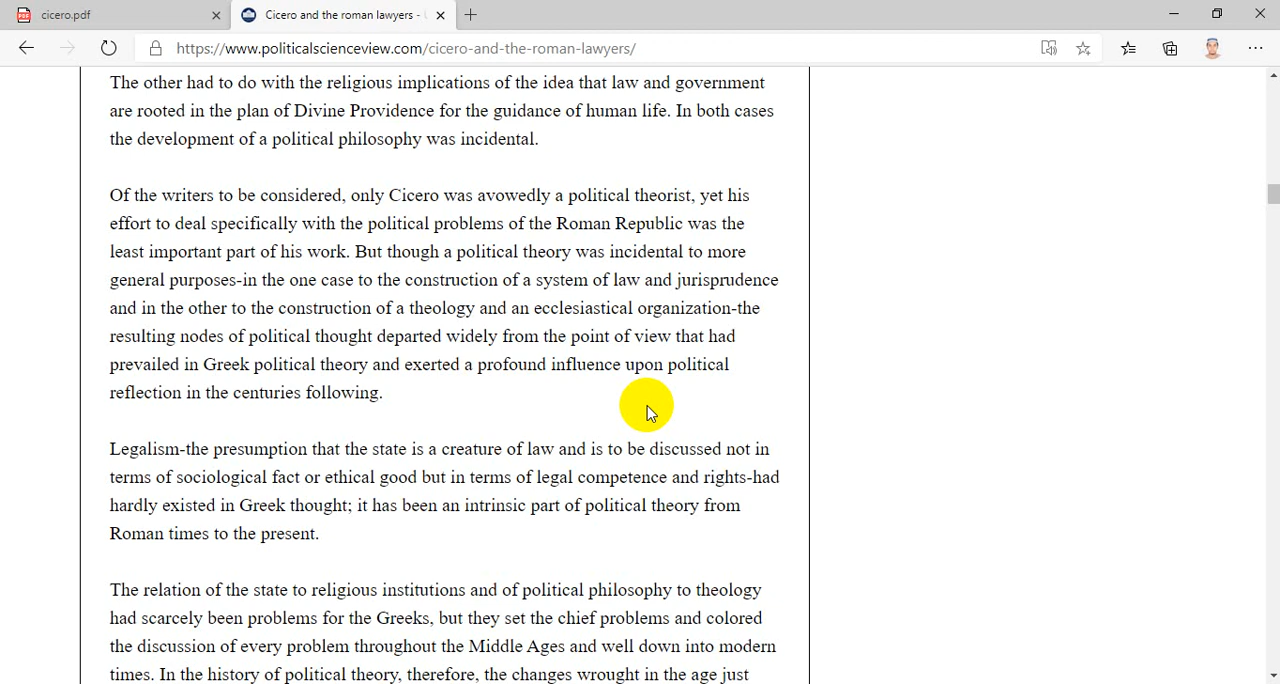 cicero.pdf
Cicero and the roman lawyers -
https://www.politicalscienceview.com/cicero-and-the-roman-lawyers/
The other had to do with the religious implications of the idea that law and government
are rooted in the plan of Divine Providence for the guidance of human life. In both cases
the development of a political philosophy was incidental.
Of the writers to be considered, only Cicero was avowedly a political theorist, yet his
effort to deal specifically with the political problems of the Roman Republic was the
least important part of his work. But though a political theory was incidental to more
general purposes-in the one case to the construction of a system of law and jurisprudence
and in the other to the construction of a theology and an ecclesiastical organization-the
resulting nodes of political thought departed widely from the point of view that had
prevailed in Greek political theory and exerted a profound influence upon political
reflection in the centuries following.
Legalism-the presumption that the state is a creature of law and is to be discussed not in
terms of sociological fact or ethical good but in terms of legal competence and rights-had
hardly existed in Greek thought; it has been an intrinsic part of political theory from
Roman times to the present.
The relation of the state to religious institutions and of political philosophy to theology
had scarcely been problems for the Greeks, but they set the chief problems and colored
the discussion of every problem throughout the Middle Ages and well down into modern
times. In the history of political theory, therefore, the changes wrought in the age just